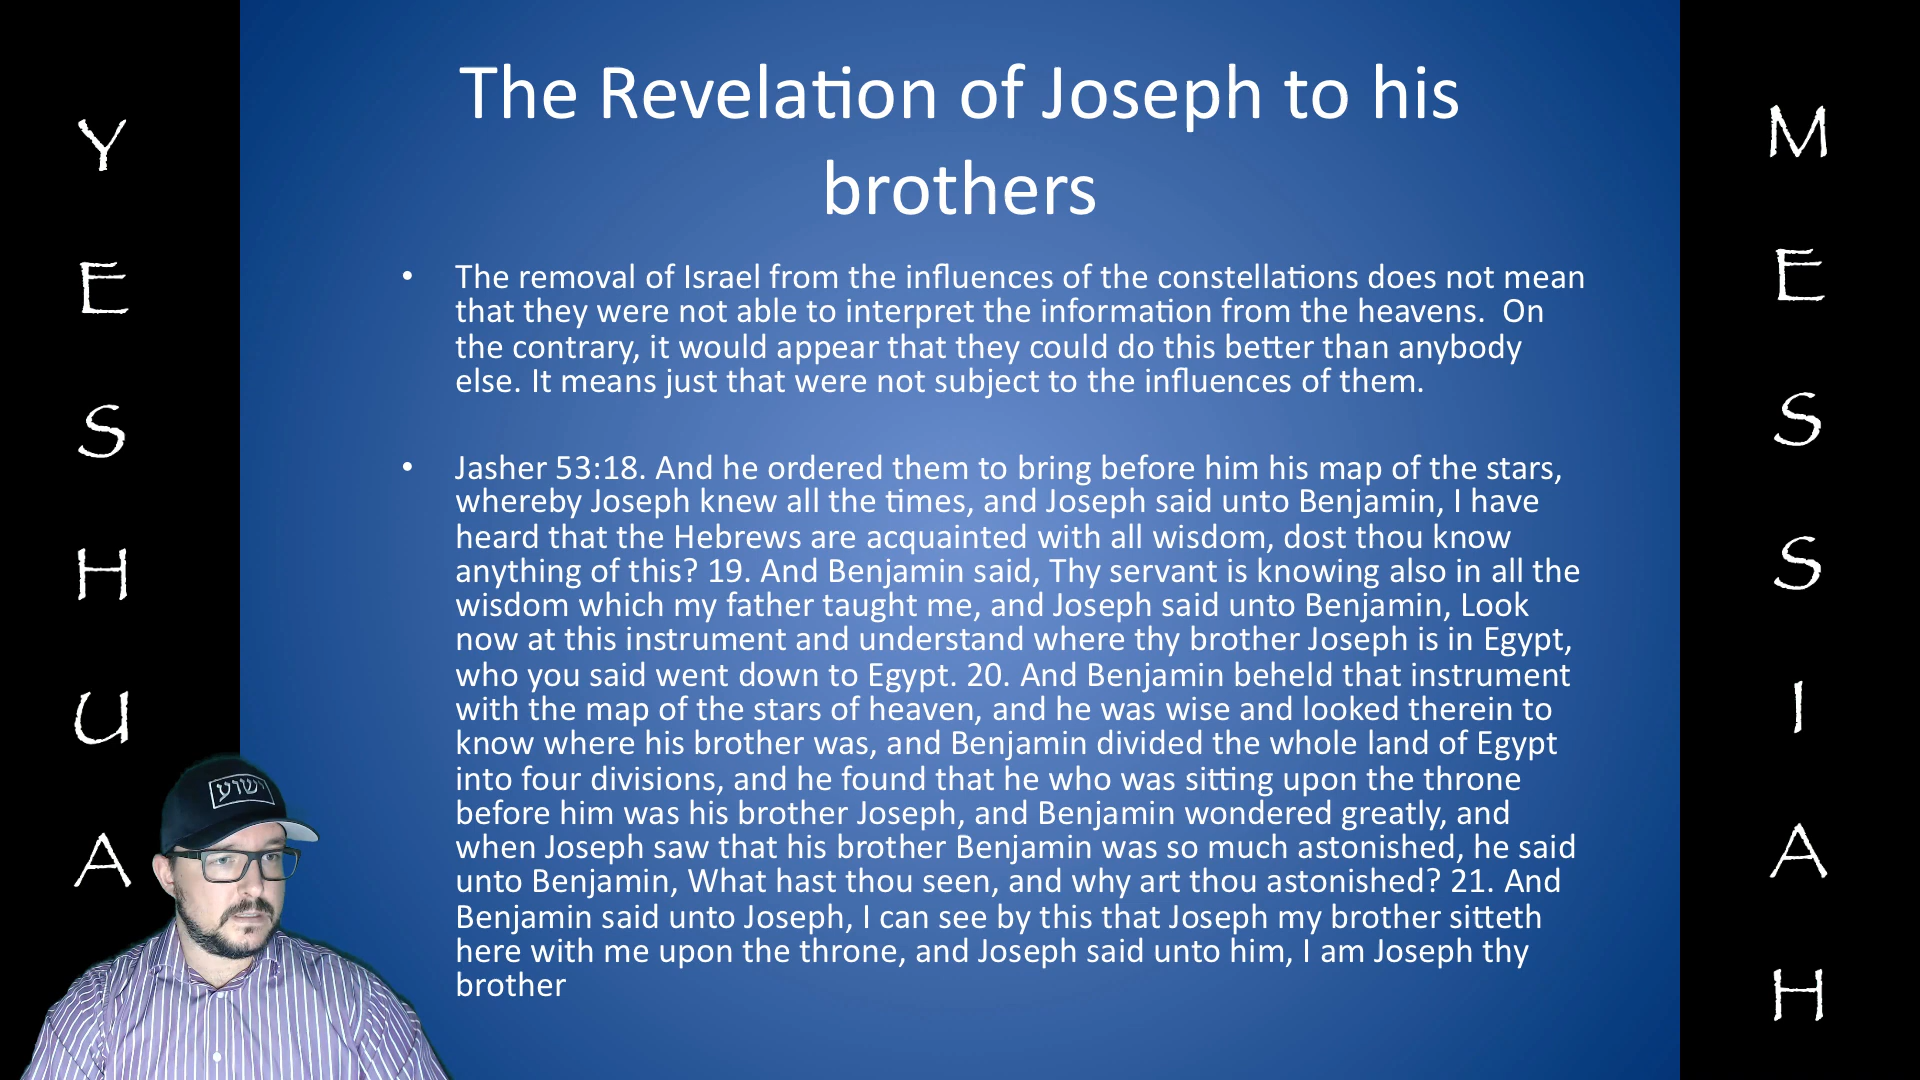 The Revelation of Joseph to his
brothers
• The removal of Israel from the influences of the constellations does not mean
that they were not able to interpret the information from the heavens.  On
the contrary, it would appear that they could do this better than anybody
else. It means just that were not subject to the influences of them.
• Jasher 53:18. And he ordered them to bring before him his map of the stars,
whereby Joseph knew all the times, and Joseph said unto Benjamin, I have
heard that the Hebrews are acquainted with all wisdom, dost thou know
anything of this? 19. And Benjamin said, Thy servant is knowing also in all the
wisdom which my father taught me, and Joseph said unto Benjamin, Look
now at this instrument and understand where thy brother Joseph is in Egypt,
who you said went down to Egypt. 20. And Benjamin beheld that instrument
with the map of the stars of heaven, and he was wise and looked therein to
know where his brother was, and Benjamin divided the whole land of Egypt
into four divisions, and he found that he who was sitting upon the throne
before him was his brother Joseph, and Benjamin wondered greatly, and
when Joseph saw that his brother Benjamin was so much astonished, he said
unto Benjamin, What hast thou seen, and why art thou astonished? 21. And
Benjamin said unto Joseph, I can see by this that Joseph my brother sitteth
here with me upon the throne, and Joseph said unto him, I am Joseph thy
brother
YESHUA
MESSIAH
ישוע